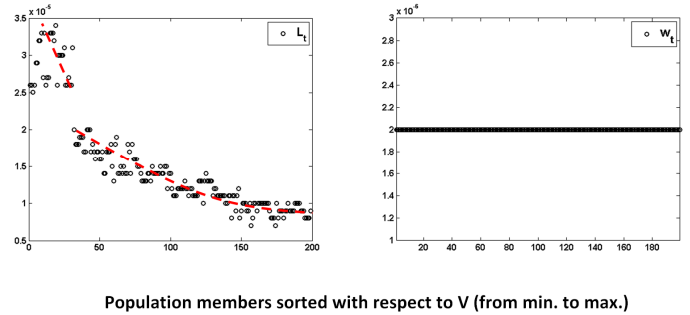 x 10⁻⁵
3.5
3
2.5
2
1.5
1
0.5
0 50 100 150 200
L_t
x 10⁻⁶
3
2.8
2.6
2.4
2.2
2
1.8
1.6
1.4
1.2
1
20 40 60 80 100 120 140 160 180
W_t
Population members sorted with respect to V (from min. to max.)